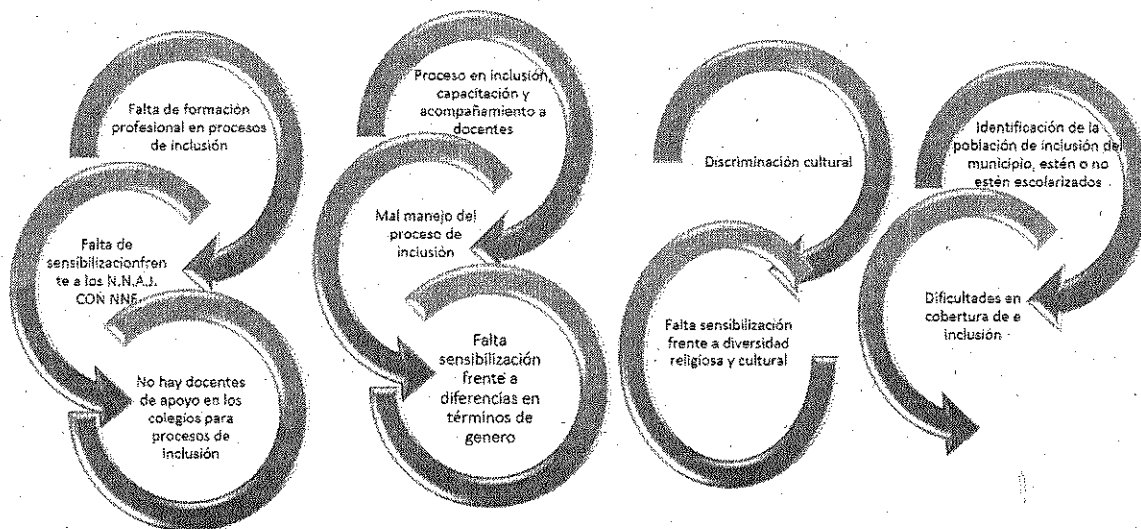 Falta de formación
profesional en procesos
de inclusión
Falta de
sensibilizacionfren
te a los N.N.A.J.
CON NNE
No hay docentes
de apoyo en los
colegios para
procesos de
inclusión
Proceso en inclusión,
capacitación y
acompañamiento a
docentes
Mal manejo del
proceso de
inclusión
Falta
sensibilización
frente a
diferencias en
términos de
genero
Discriminación cultural
Falta sensibilización
frente a diversidad
religiosa y cultural
Identificación de la
población de inclusión del
municipio, estén o no
estén escolarizados
Dificultades en
cobertura de e
inclusión